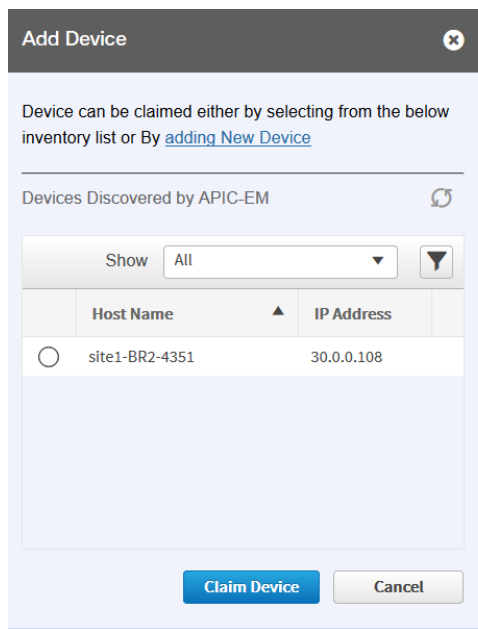 Add Device
Device can be claimed either by selecting from the below
inventory list or By adding New Device
Devices Discovered by APIC-EM
Show All
Host Name IP Address
site1-BR2-4351 30.0.0.108
Claim Device Cancel